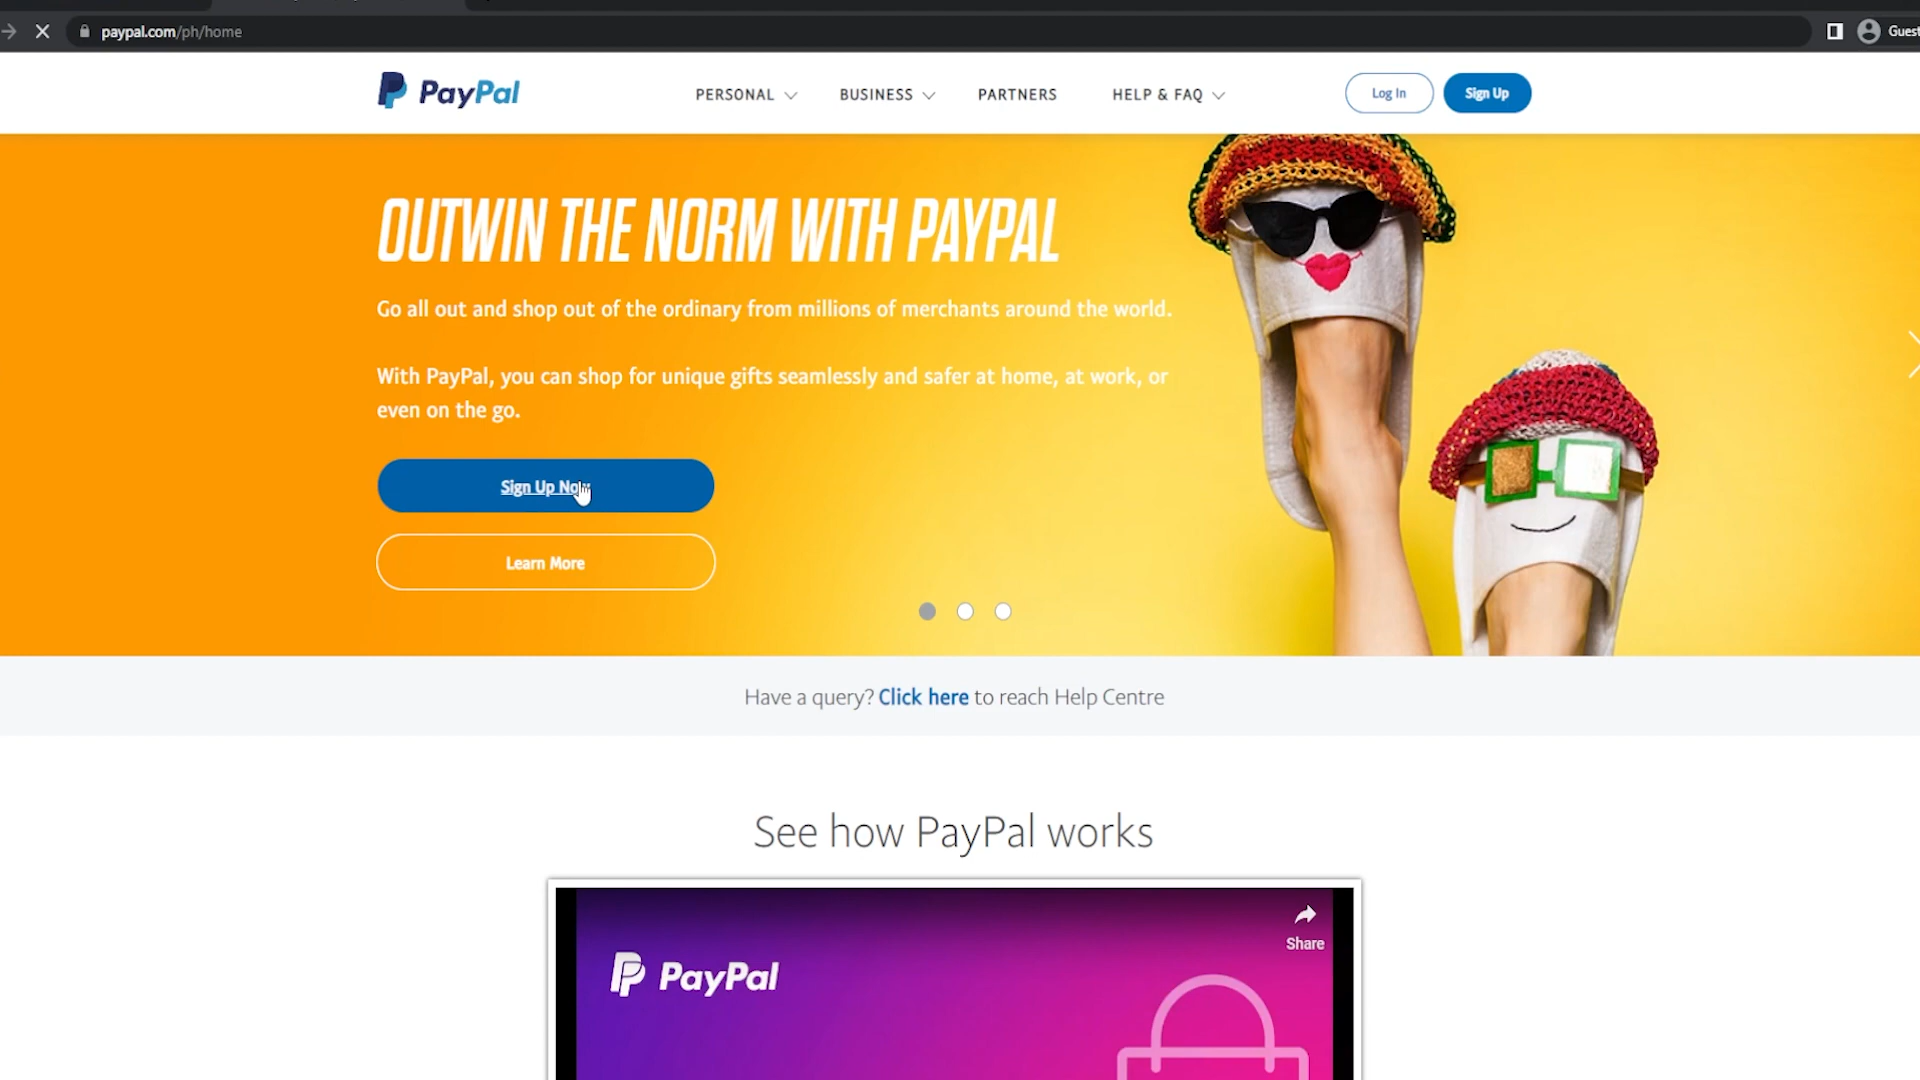 paypal.com/ph/home
Guest
PayPal
PERSONAL
BUSINESS
PARTNERS
HELP & FAQ
Log In
Sign Up
OUTWIN THE NORM WITH PAYPAL
Go all out and shop out of the ordinary from millions of merchants around the world.
With PayPal, you can shop for unique gifts seamlessly and safer at home, at work, or
even on the go.
Sign Up Now
Learn More
Have a query? Click here to reach Help Centre
See how PayPal works
Share
PayPal